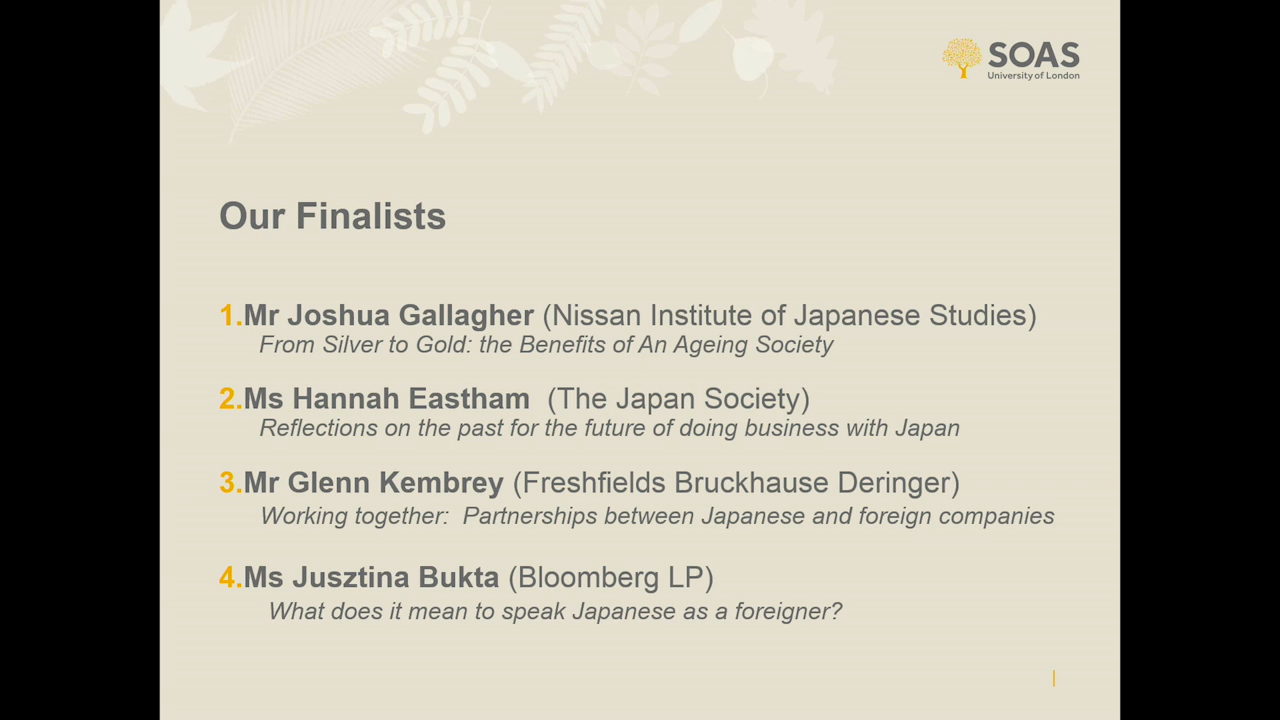 SOAS
University of London
Our Finalists
1.Mr Joshua Gallagher (Nissan Institute of Japanese Studies)
From Silver to Gold: the Benefits of An Ageing Society
2.Ms Hannah Eastham (The Japan Society)
Reflections on the past for the future of doing business with Japan
3.Mr Glenn Kembrey (Freshfields Bruckhause Deringer)
Working together: Partnerships between Japanese and foreign companies
4.Ms Jusztina Bukta (Bloomberg LP)
What does it mean to speak Japanese as a foreigner?